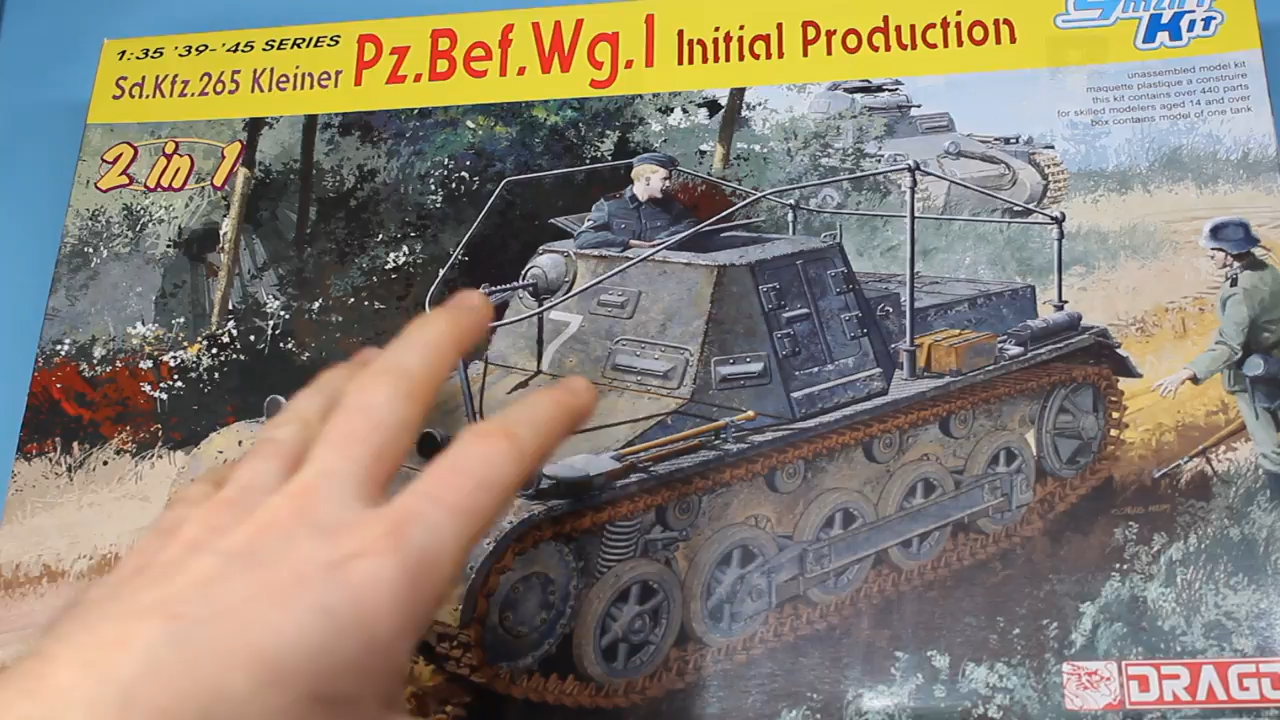 1:35 '39-'45 SERIES
Smart Kit
Sd.Kfz.265 Kleiner Pz.Bef.Wg.I Initial Production
unassembled model kit
maquette plastique a construire
this kit contains over 440 parts
for skilled modelers aged 14 and over
box contains model of one tank
2 in 1
7
DRAGO